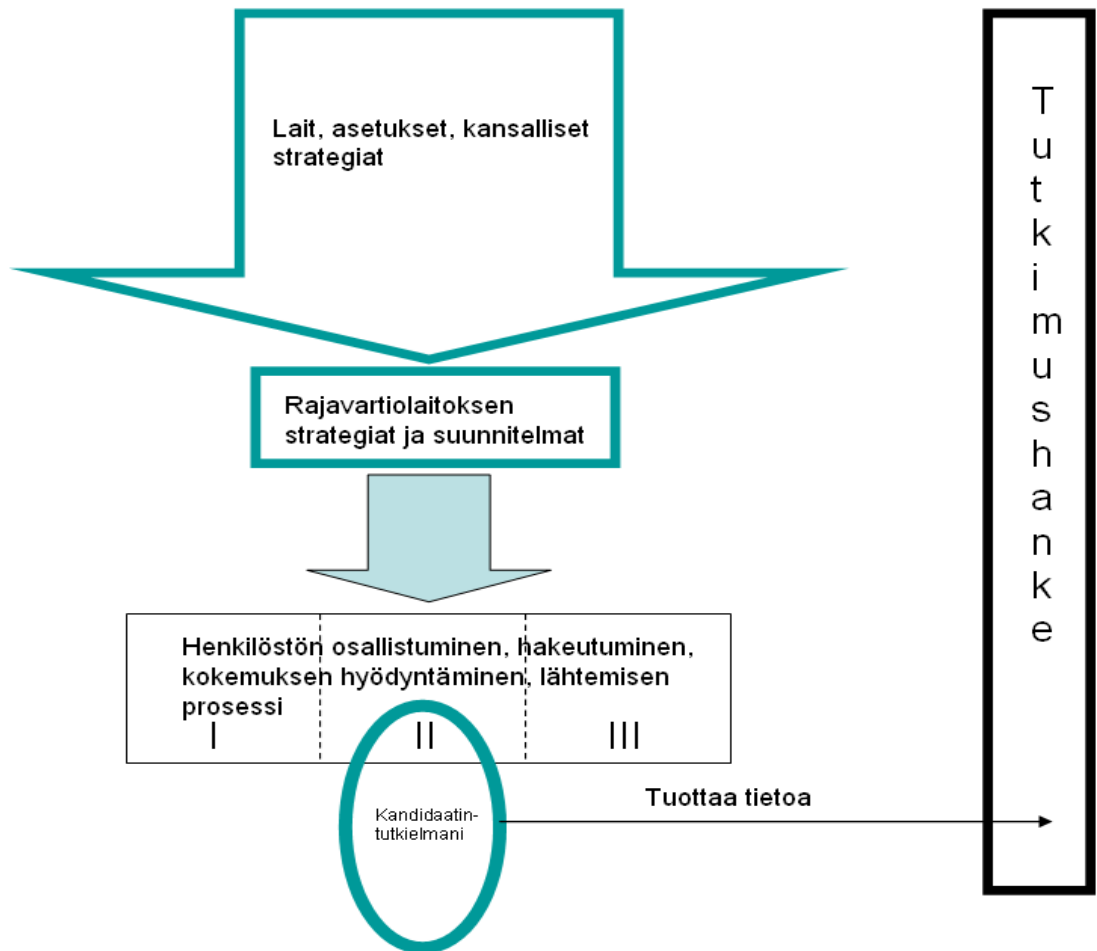 Lait, asetukset, kansalliset
strategiat
Rajavartiolaitoksen
strategiat ja suunnitelmat
Henkilöstön osallistuminen, hakeutuminen,
kokemuksen hyödyntäminen, lähtemisen
prosessi
I II III
Kandidaatin-
tutkielmani
Tuottaa tietoa
Tutkimushanke